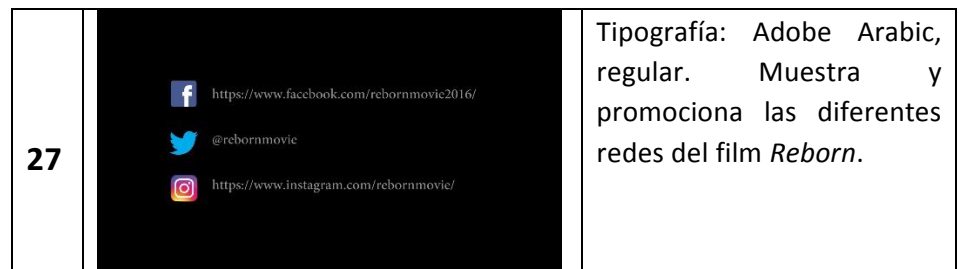 27
https://www.facebook.com/rebornmovie2016/
@rebornmovie
https://www.instagram.com/rebornmovie/
Tipografía: Adobe Arabic,
regular. Muestra y
promociona las diferentes
redes del film Reborn.